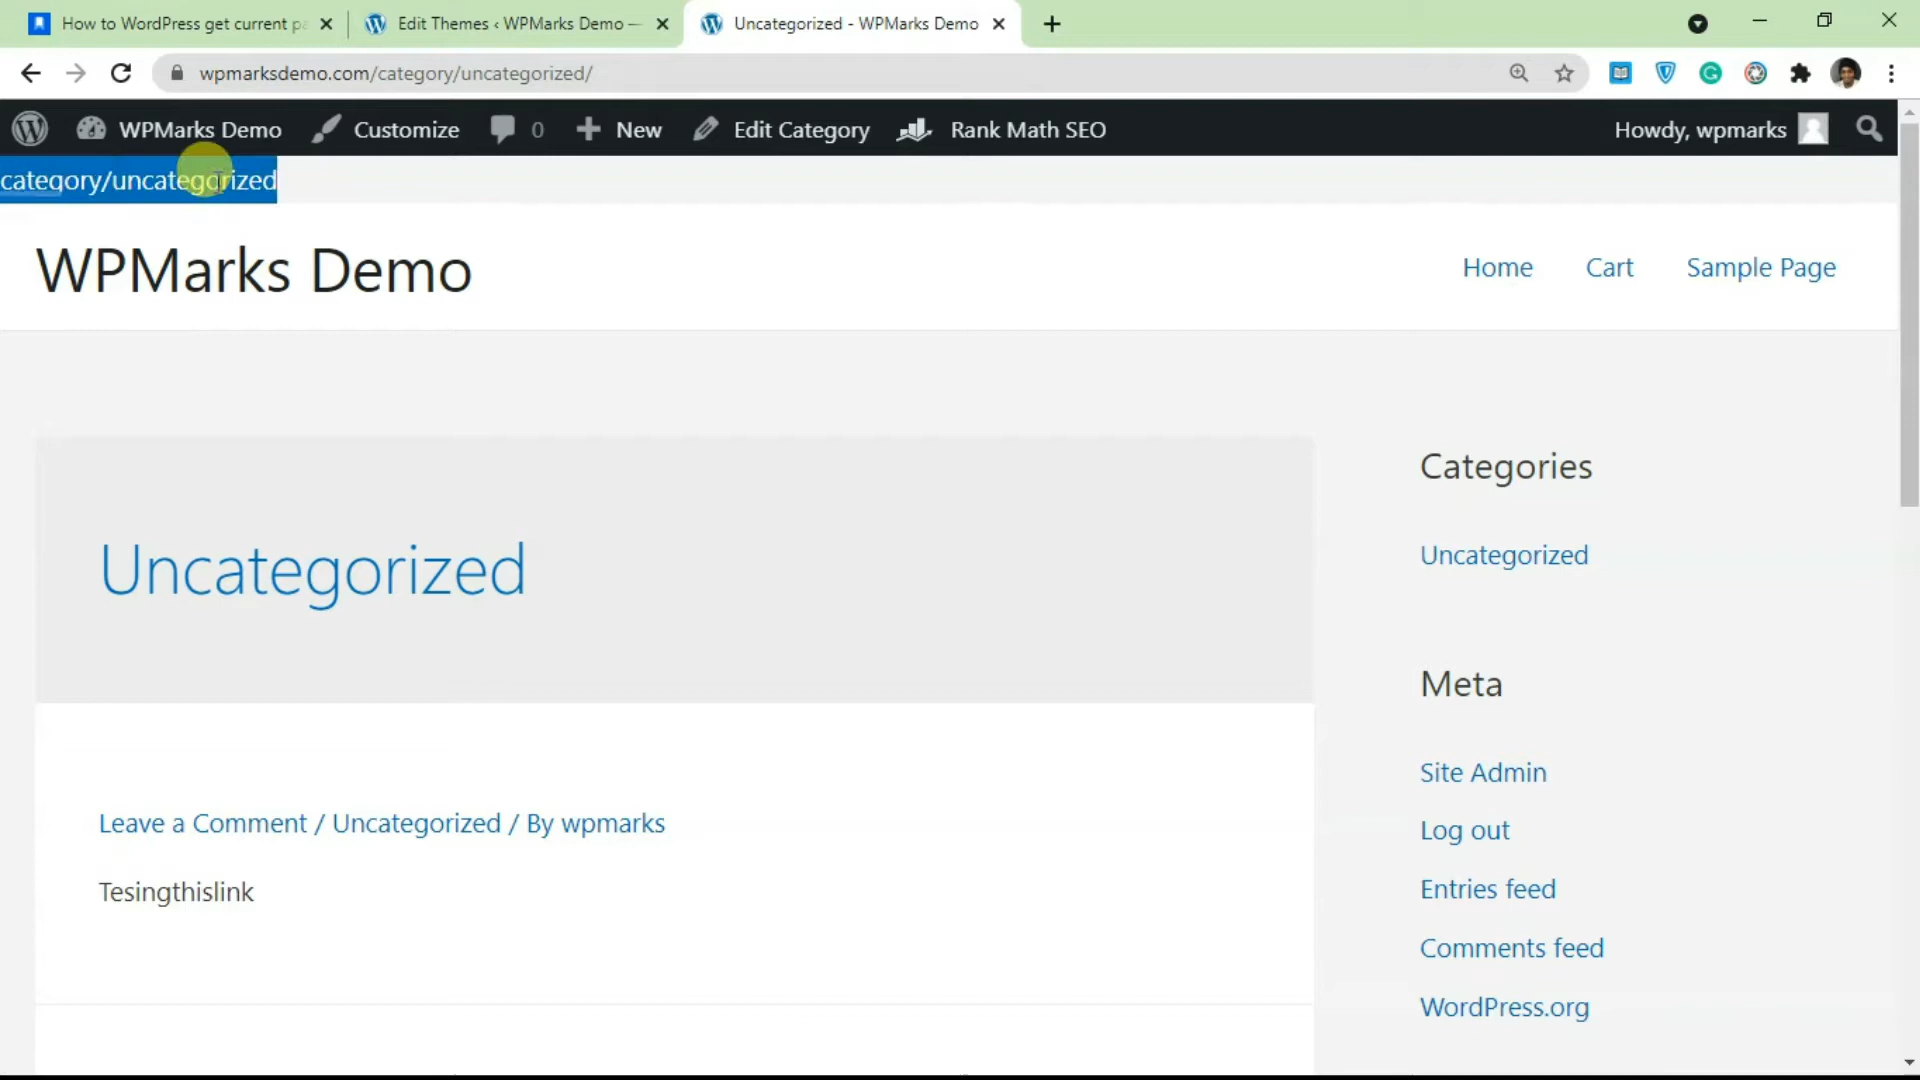 How to WordPress get current pa
Edit Themes ‹ WPMarks Demo —
Uncategorized - WPMarks Demo
wpmarksdemo.com/category/uncategorized/
WPMarks Demo
Customize
0
New
Edit Category
Rank Math SEO
Howdy, wpmarks
category/uncategorized
WPMarks Demo
Home
Cart
Sample Page
Categories
Uncategorized
Uncategorized
Meta
Site Admin
Leave a Comment / Uncategorized / By wpmarks
Log out
Tesingthislink
Entries feed
Comments feed
WordPress.org